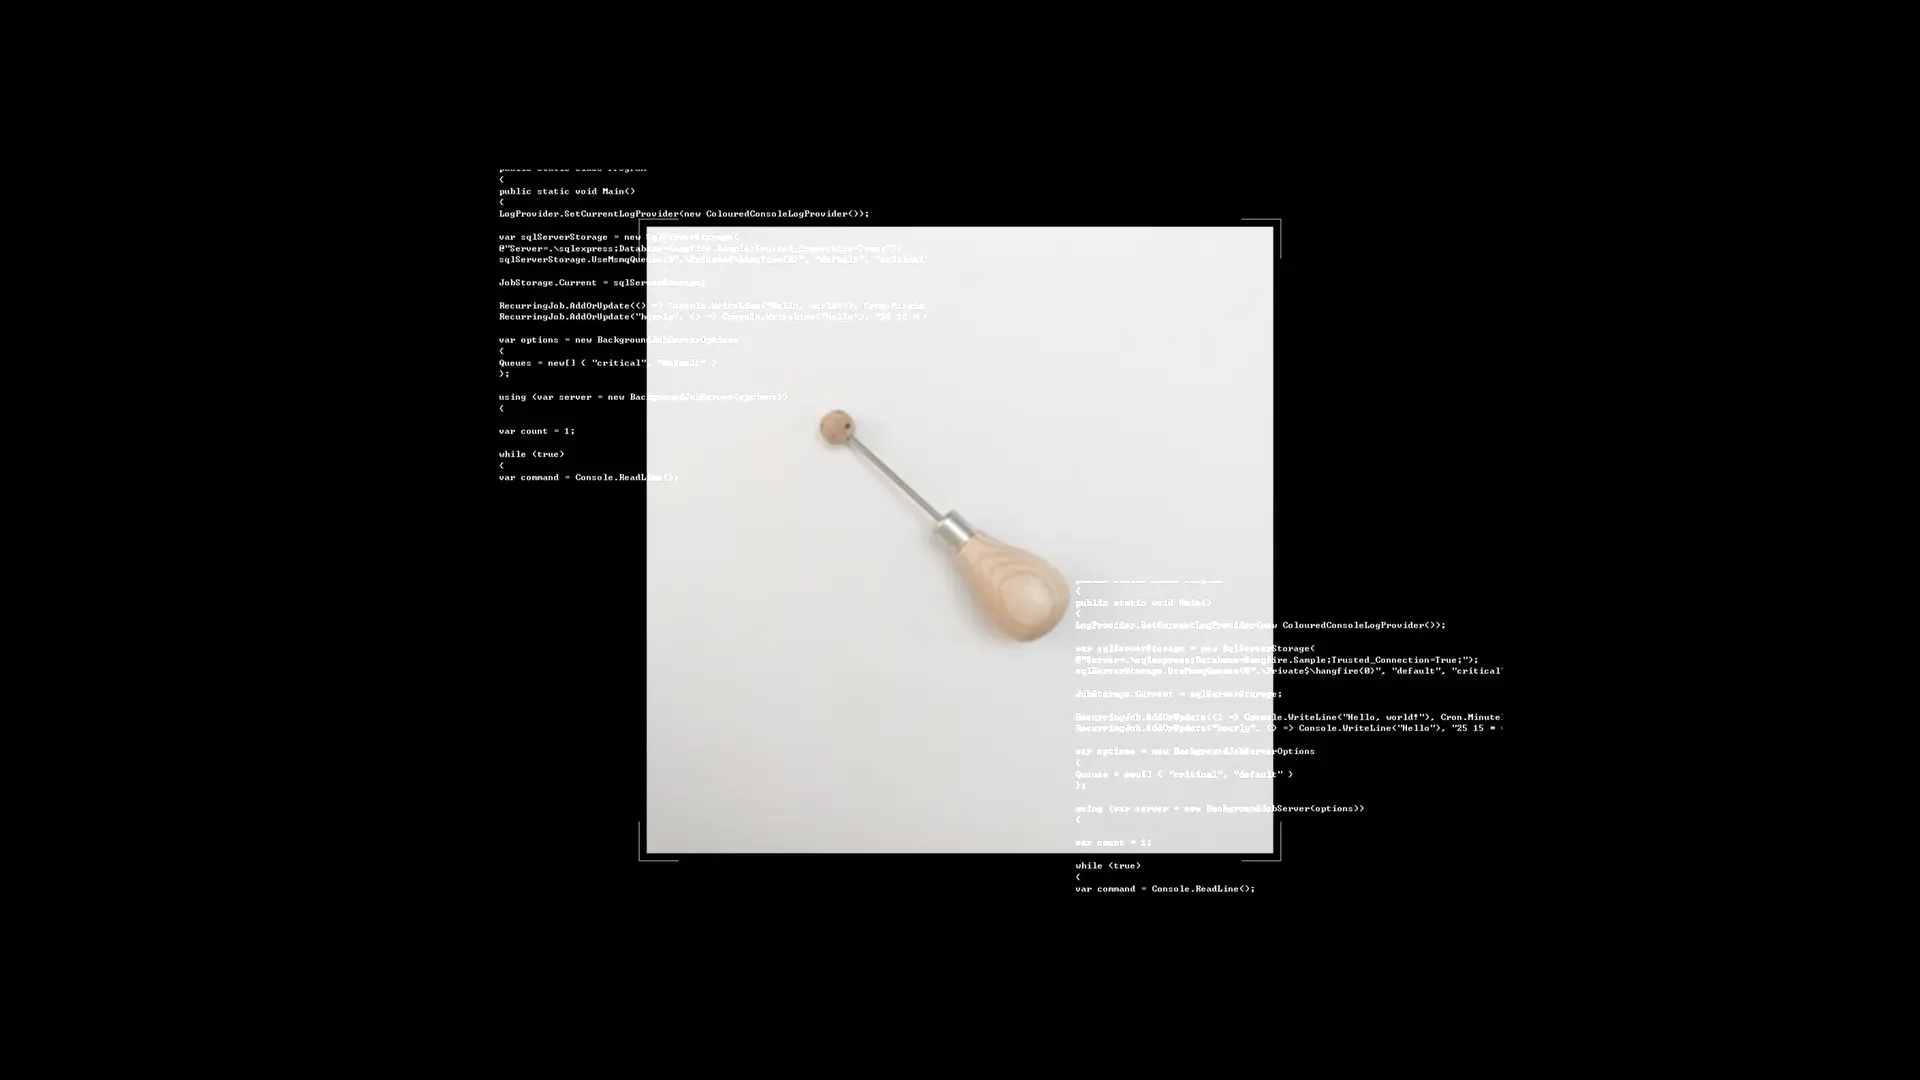 {
public static void Main()
{
LogProvider.SetCurrentLogProvider(new ColouredConsoleLogProvider());
var sqlServerStorage = new SqlServerStorage(
@"Server=.\sqlexpress;Database=Hangfire.Sample;Trusted_Connection=True;");
sqlServerStorage.UseMsmqQueues(@".\Private$\hangfire{0}", "default", "critical"
JobStorage.Current = sqlServerStorage;
RecurringJob.AddOrUpdate(() => Console.WriteLine("Hello, world!"), Cron.Minute
RecurringJob.AddOrUpdate("hourly", () => Console.WriteLine("Hello"), "25 15 *
var options = new BackgroundJobServerOptions
{
Queues = new[] { "critical", "default" }
};
using (var server = new BackgroundJobServer(options))
{
var count = 1;
while (true)
{
var command = Console.ReadLine();
{
public static void Main()
{
LogProvider.SetCurrentLogProvider(new ColouredConsoleLogProvider());
var sqlServerStorage = new SqlServerStorage(
@"Server=.\sqlexpress;Database=Hangfire.Sample;Trusted_Connection=True;");
sqlServerStorage.UseMsmqQueues(@".\Private$\hangfire{0}", "default", "critical"
JobStorage.Current = sqlServerStorage;
RecurringJob.AddOrUpdate(() => Console.WriteLine("Hello, world!"), Cron.Minute
RecurringJob.AddOrUpdate("hourly", () => Console.WriteLine("Hello"), "25 15 *
var options = new BackgroundJobServerOptions
{
Queues = new[] { "critical", "default" }
};
using (var server = new BackgroundJobServer(options))
{
var count = 1;
while (true)
{
var command = Console.ReadLine();